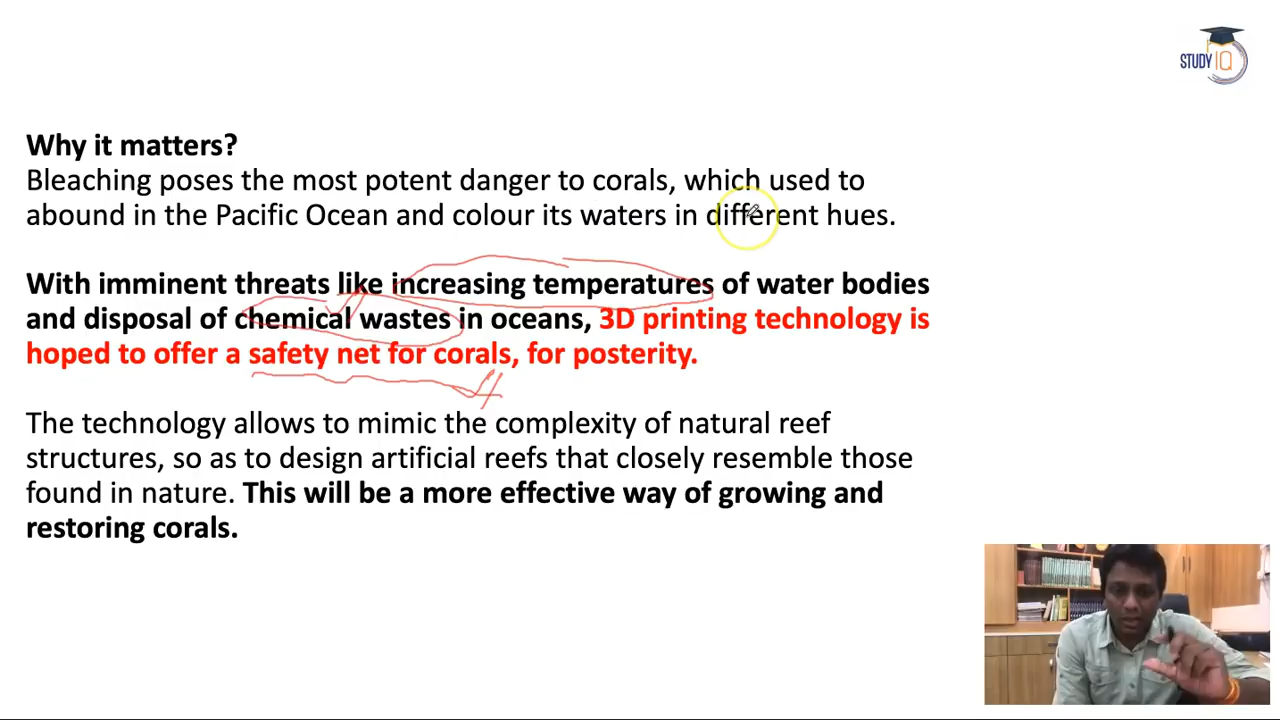 STUDY IQ
Why it matters?
Bleaching poses the most potent danger to corals, which used to
abound in the Pacific Ocean and colour its waters in different hues.
With imminent threats like increasing temperatures of water bodies
and disposal of chemical wastes in oceans, 3D printing technology is
hoped to offer a safety net for corals, for posterity.
The technology allows to mimic the complexity of natural reef
structures, so as to design artificial reefs that closely resemble those
found in nature. This will be a more effective way of growing and
restoring corals.